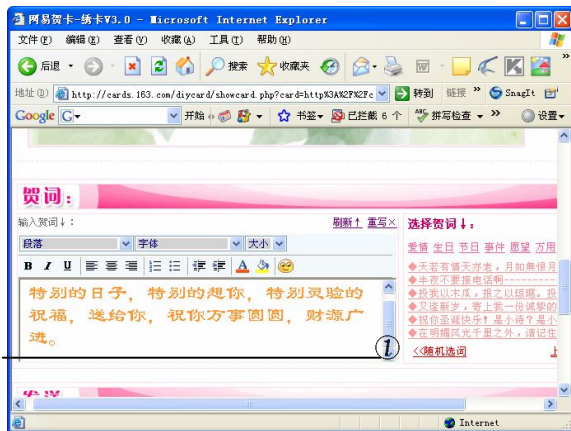 网易贺卡-绣卡V3.0 - Microsoft Internet Explorer
文件(F) 编辑(E) 查看(V) 收藏(A) 工具(T) 帮助(H)
后退 搜索 收藏夹
地址(D) http://cards.163.com/diycard/showcard.php?card=http%3A%2F%2Fc 转到 链接 » SnagIt
Google G 开始 书签 已拦截 6 个 拼写检查 » 设置
贺词:
输入贺词↓: 刷新↑ 重写×
段落 字体 大小
B I U A
特别的日子，特别的想你，特别灵验的
祝福，送给你，祝你万事圆圆，财源广
进。
1
选择贺词↓:
爱情 生日 节日 事件 愿望 万用
◆天若有情天亦老，月如无恨月
◆半夜不要接电话啊--------
◆投我以木瓜，报之以琼琚。投
◆又逢新岁，寄上我一份诚挚的
◆祝你圣诞快乐！是小诗？是小
◆在明媚风光千里之外，请记住
<<随机选词 上
发送
Internet